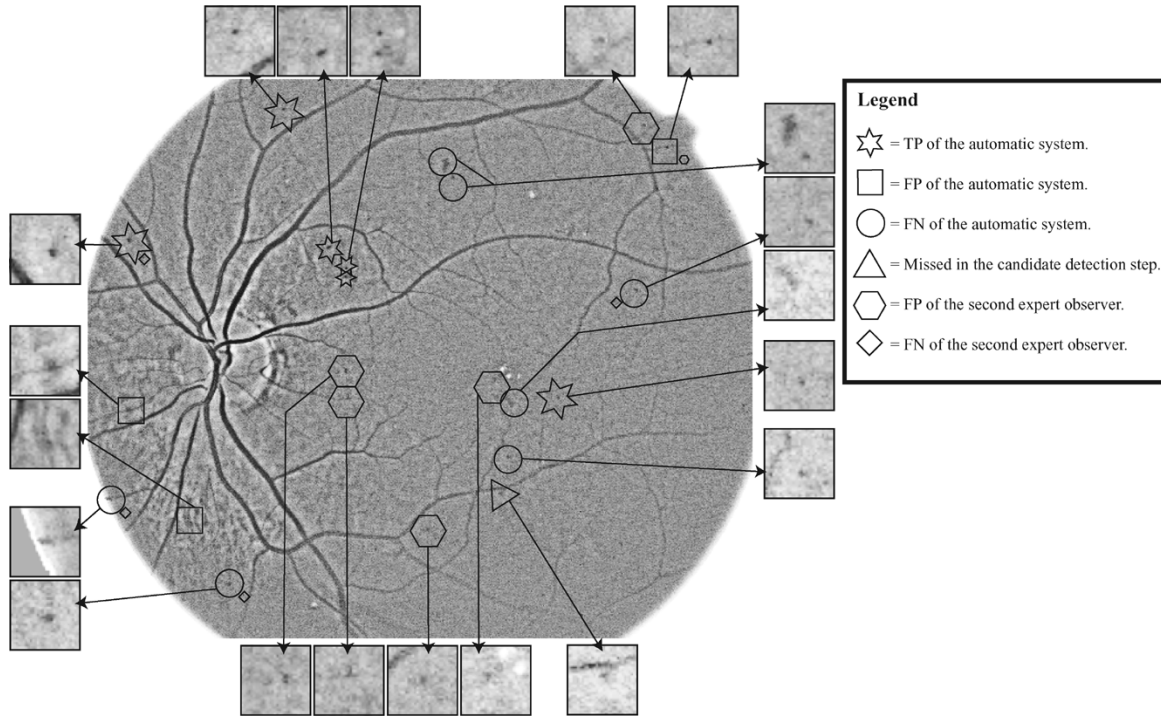 Legend
= TP of the automatic system.
= FP of the automatic system.
= FN of the automatic system.
= Missed in the candidate detection step.
= FP of the second expert observer.
= FN of the second expert observer.